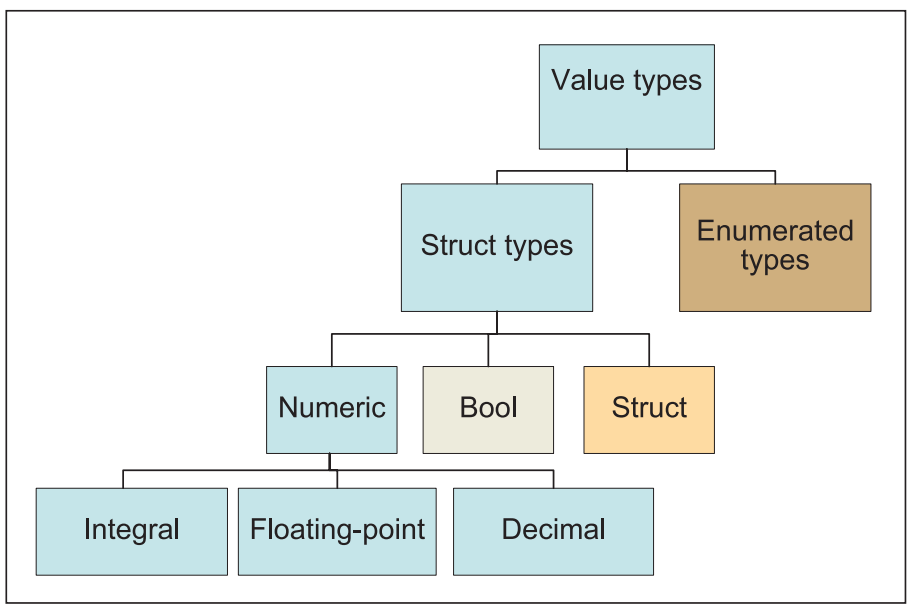 Value types
Struct types
Enumerated
types
Numeric
Bool
Struct
Integral
Floating-point
Decimal